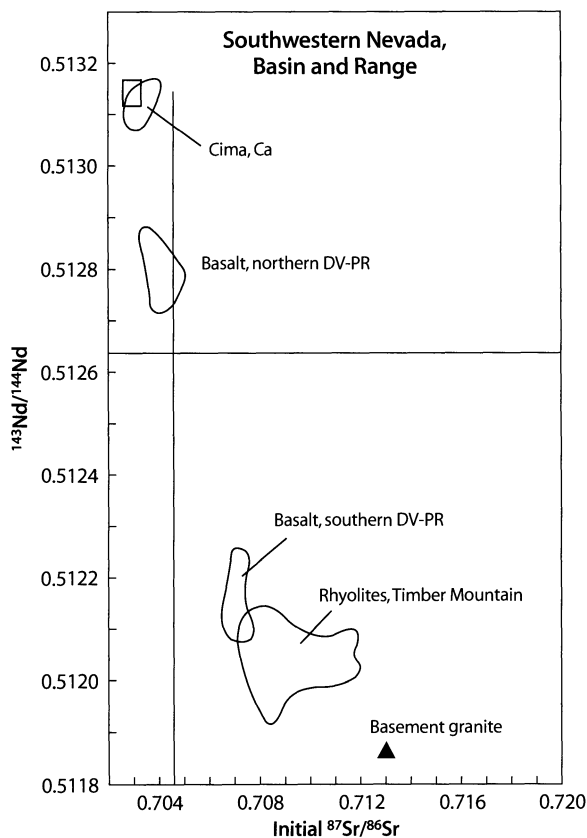 Southwestern Nevada,
Basin and Range
0.5132
Cima, Ca
0.5130
Basalt, northern DV-PR
0.5128
0.5126
¹⁴³Nd/¹⁴⁴Nd
0.5124
Basalt, southern DV-PR
0.5122
Rhyolites, Timber Mountain
0.5120
Basement granite
0.5118
0.704 0.708 0.712 0.716 0.720
Initial ⁸⁷Sr/⁸⁶Sr